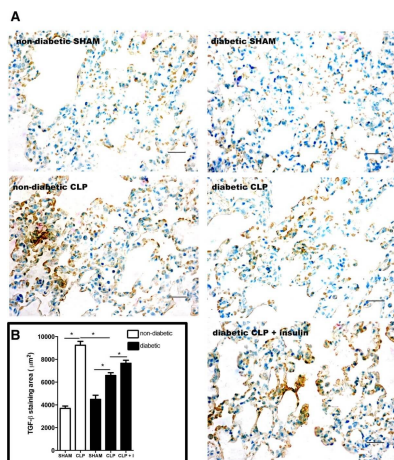 A
non-diabetic SHAM
diabetic SHAM
non-diabetic CLP
diabetic CLP
diabetic CLP + insulin
B
non-diabetic
diabetic
TGF-β staining area (μm²)
10000
8000
6000
4000
2000
0
* * * *
SHAM CLP SHAM CLP CLP + I